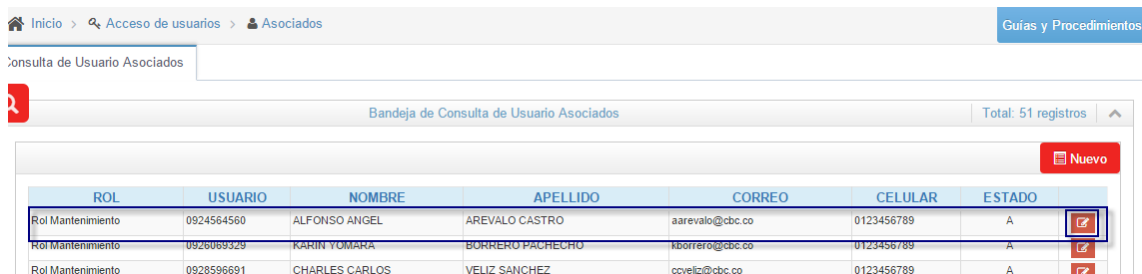 Inicio > Acceso de usuarios > Asociados
Guías y Procedimientos
Consulta de Usuario Asociados
Bandeja de Consulta de Usuario Asociados Total: 51 registros
Nuevo
ROL USUARIO NOMBRE APELLIDO CORREO CELULAR ESTADO
Rol Mantenimiento 0924564560 ALFONSO ANGEL AREVALO CASTRO aarevalo@cbc.co 0123456789 A
Rol Mantenimiento 0926069329 KARIN YOMARA BORRERO PACHECHO kborrero@cbc.co 0123456789 A
Rol Mantenimiento 0928596691 CHARLES CARLOS VELIZ SANCHEZ ccveliz@cbc.co 0123456789 A